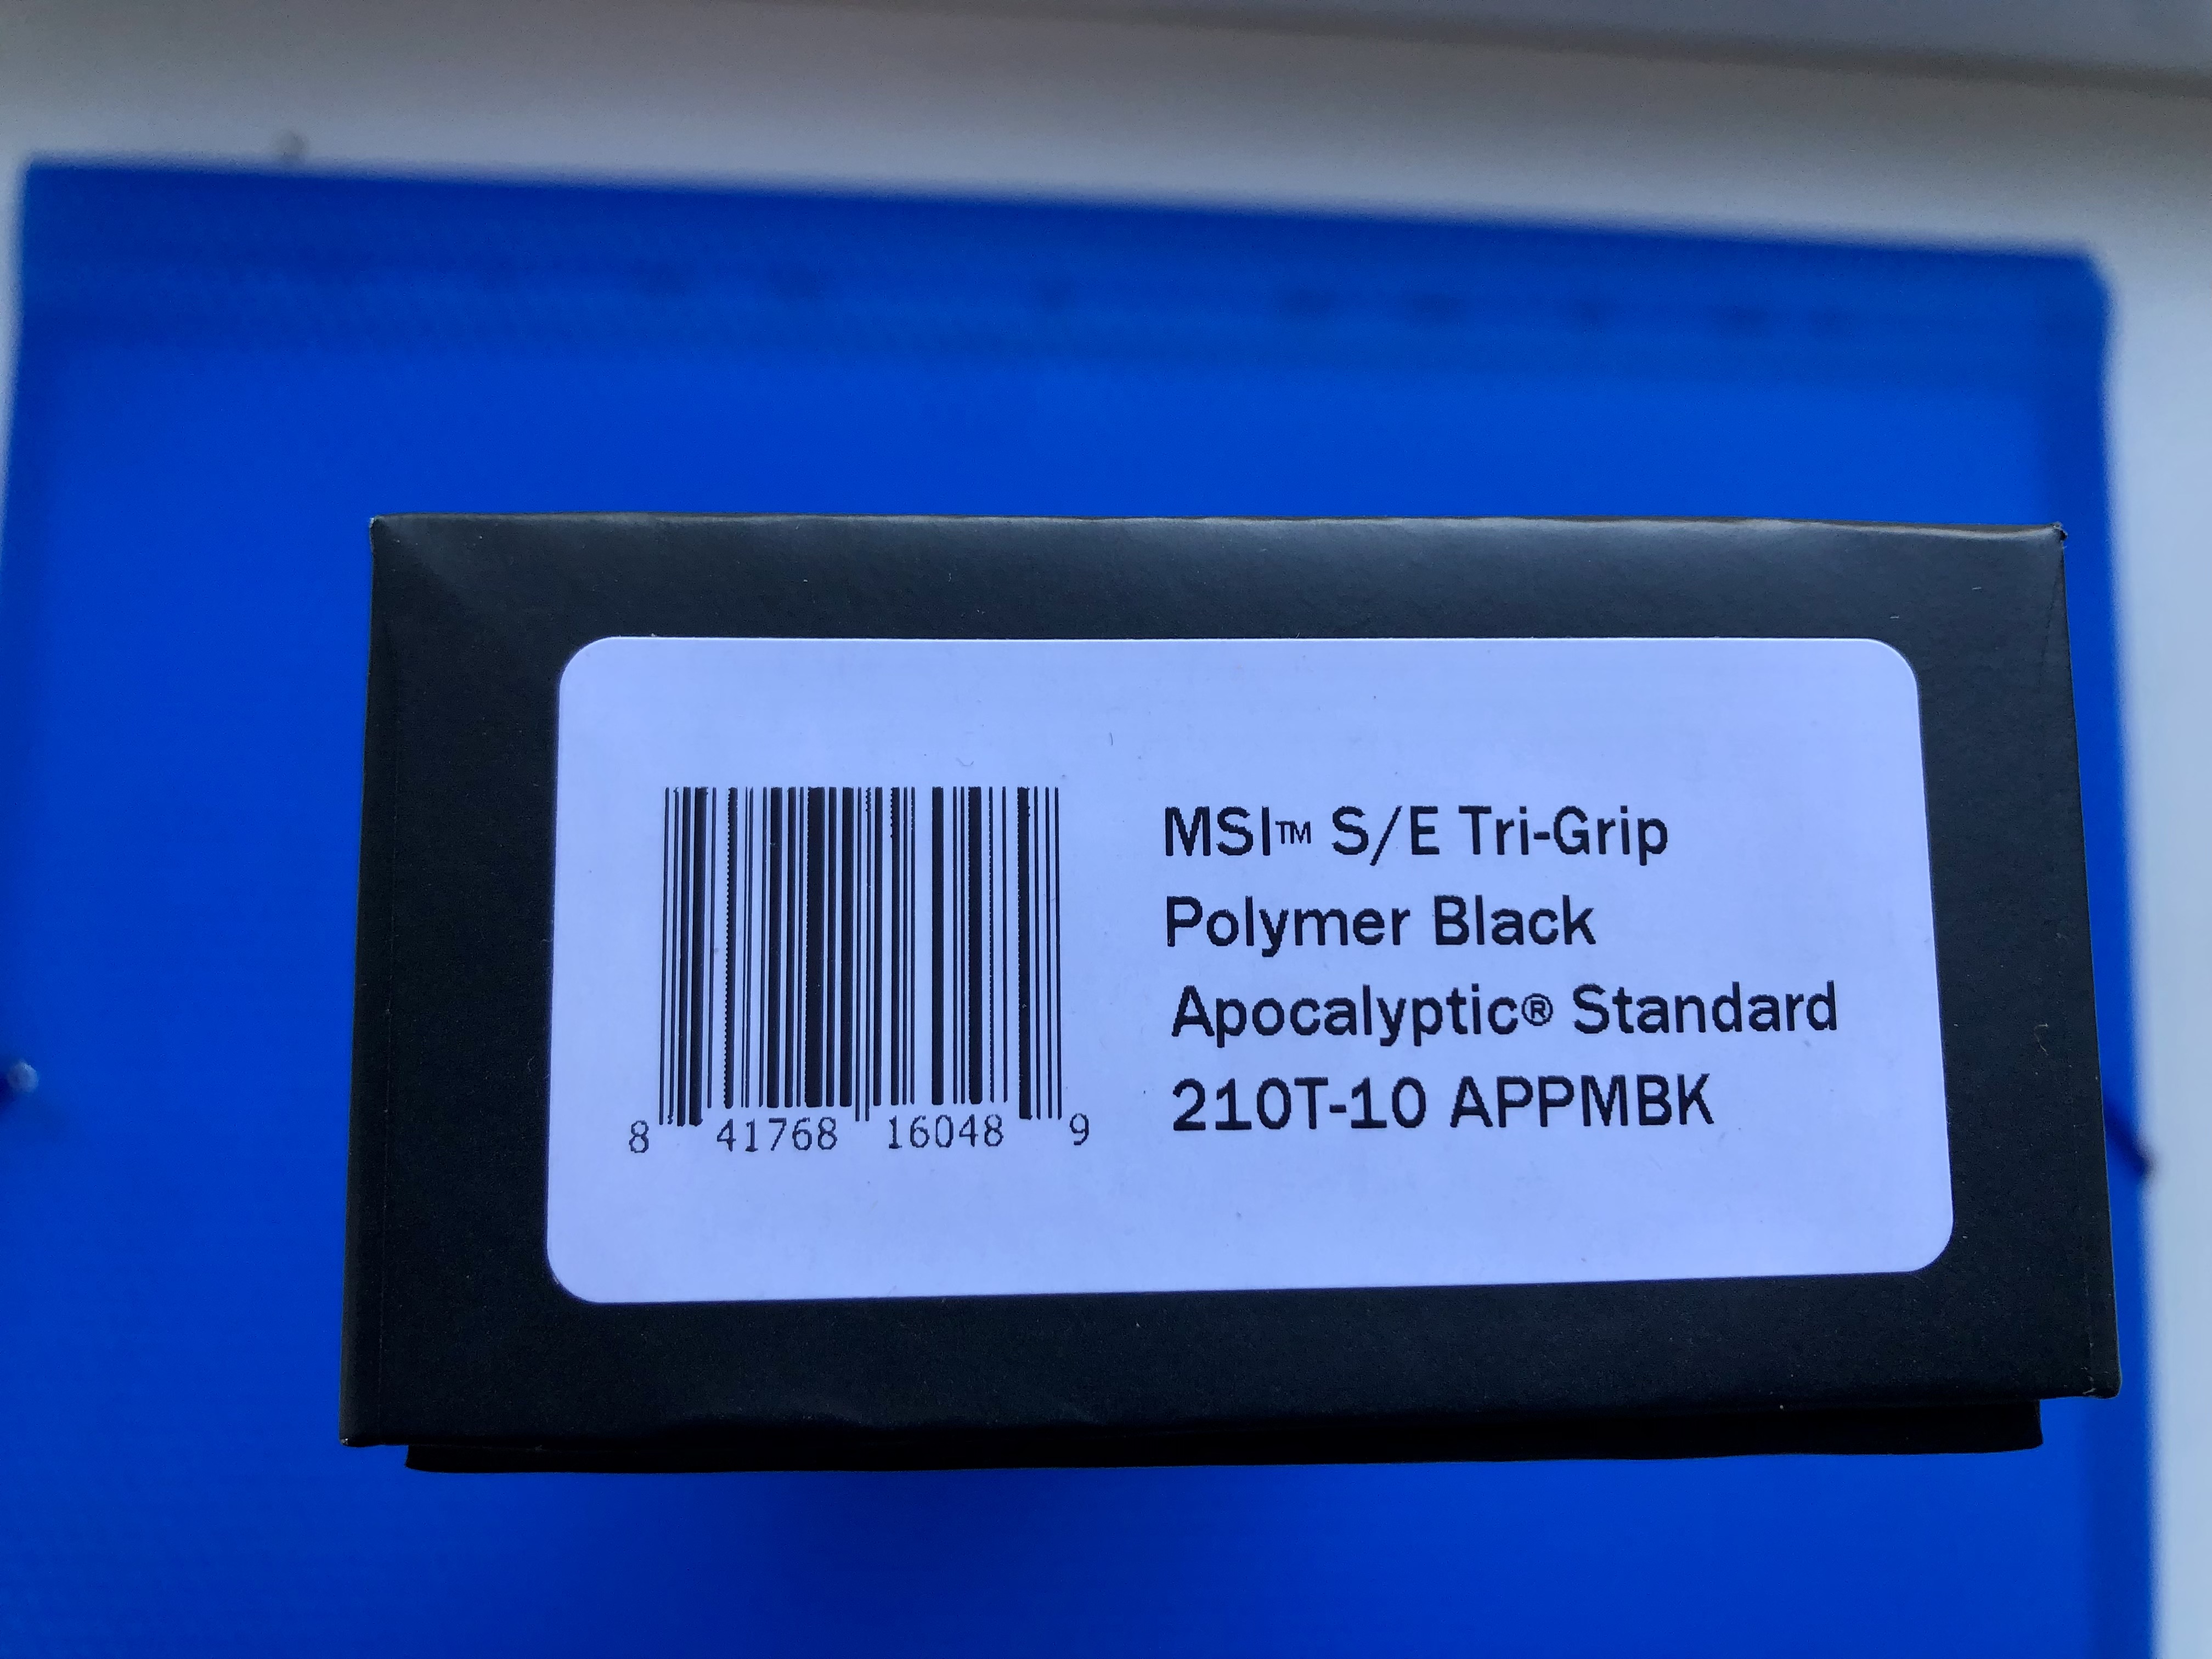 MSI™ S/E Tri-Grip
Polymer Black
Apocalyptic® Standard
210T-10 APPMBK
8 41768 16048 9